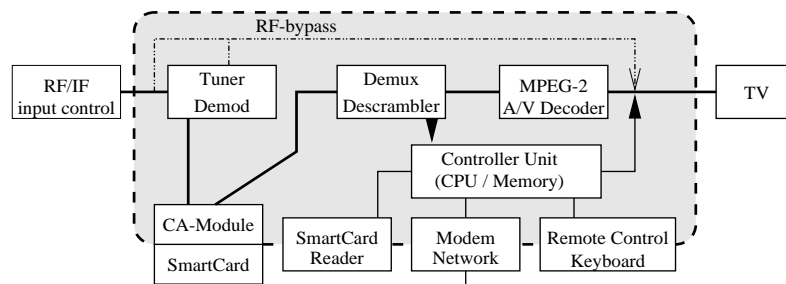 RF-bypass
RF/IF
input control
Tuner
Demod
Demux
Descrambler
MPEG-2
A/V Decoder
TV
Controller Unit
(CPU / Memory)
CA-Module
SmartCard
SmartCard
Reader
Modem
Network
Remote Control
Keyboard